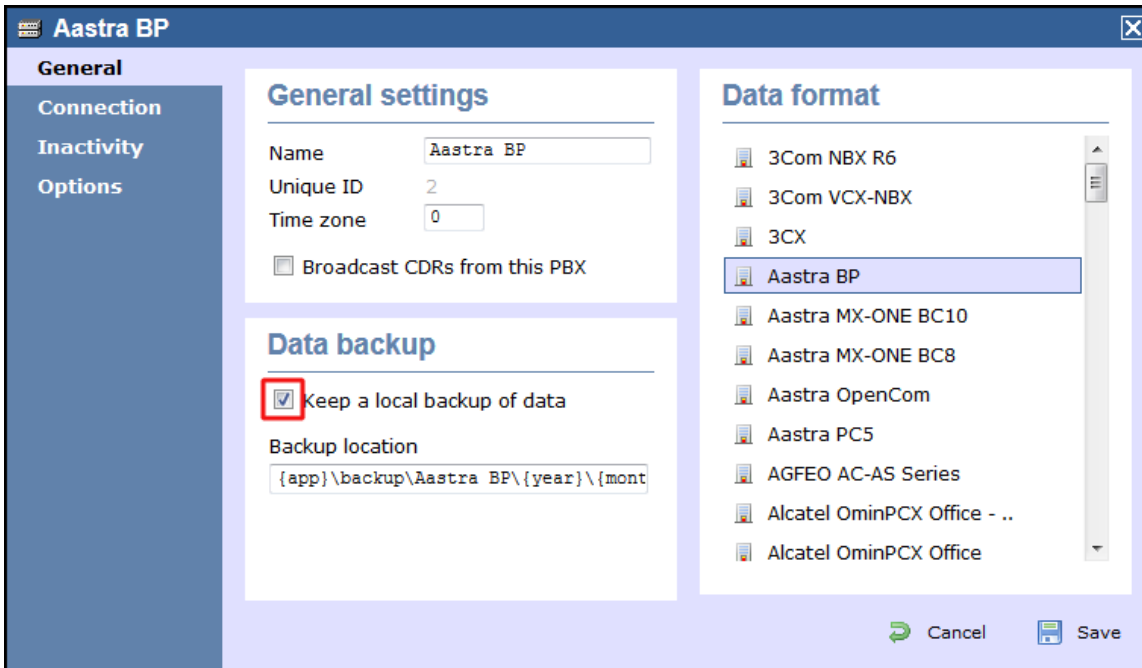 Aastra BP
General
Connection
Inactivity
Options
General settings
Name Aastra BP
Unique ID 2
Time zone 0
Broadcast CDRs from this PBX
Data backup
Keep a local backup of data
Backup location
{app}\backup\Aastra BP\{year}\{mont
Data format
3Com NBX R6
3Com VCX-NBX
3CX
Aastra BP
Aastra MX-ONE BC10
Aastra MX-ONE BC8
Aastra OpenCom
Aastra PC5
AGFEO AC-AS Series
Alcatel OminPCX Office - ..
Alcatel OminPCX Office
Cancel
Save